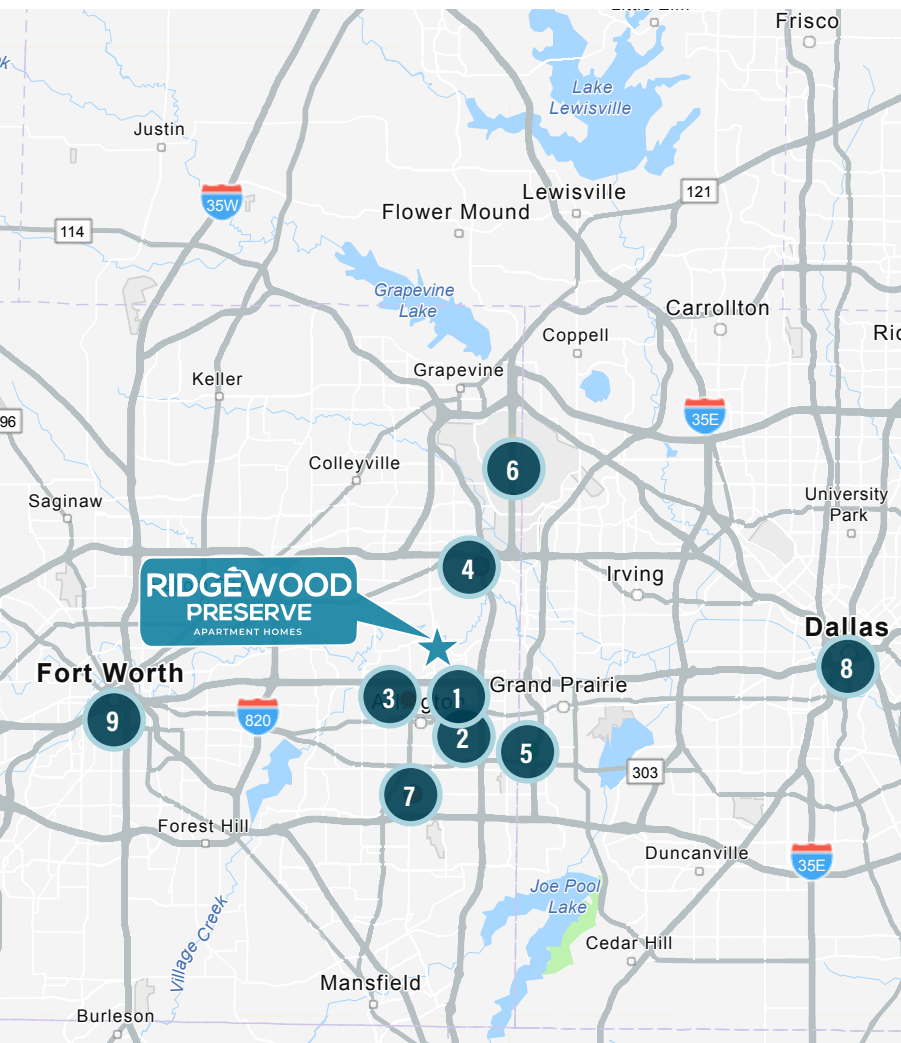 Frisco
Lake
Lewisville
Justin
35W
Lewisville
121
Flower Mound
114
Grapevine
Lake
Carrollton
Coppell
Grapevine
Keller
35E
96
Colleyville
6
Saginaw
University
Park
4
Irving
RIDGEWOOD
PRESERVE
APARTMENT HOMES
Dallas
8
Fort Worth
Grand Prairie
3
1
9
820
2
5
303
7
Forest Hill
Duncanville
35E
Joe Pool
Lake
Village Creek
Cedar Hill
Mansfield
Burleson